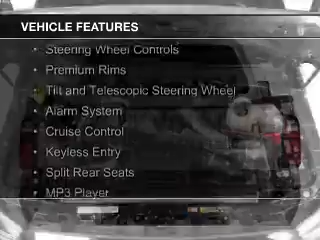 VEHICLE FEATURES
• Steering Wheel Controls
• Premium Rims
• Tilt and Telescopic Steering Wheel
• Alarm System
• Cruise Control
• Keyless Entry
• Split Rear Seats
• MP3 Player